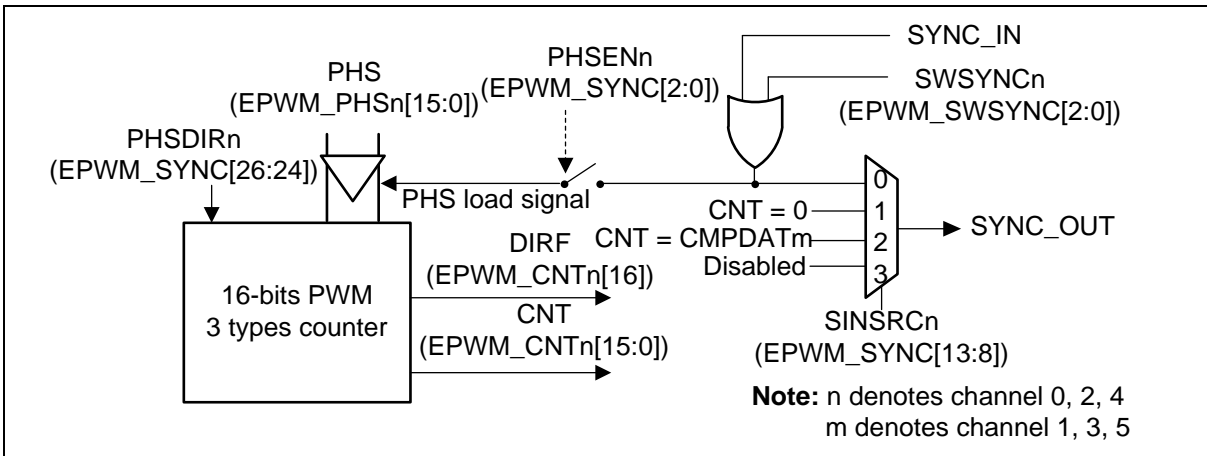 SYNC_IN
PHSENn
(EPWM_SYNC[2:0])
SWSYNCn
(EPWM_SWSYNC[2:0])
PHS
(EPWM_PHSn[15:0])
PHSDIRn
(EPWM_SYNC[26:24])
PHS load signal
0
CNT = 0
1
SYNC_OUT
CNT = CMPDATm
2
Disabled
3
DIRF
(EPWM_CNTn[16])
16-bits PWM
3 types counter
CNT
(EPWM_CNTn[15:0])
SINSRCn
(EPWM_SYNC[13:8])
Note: n denotes channel 0, 2, 4
m denotes channel 1, 3, 5